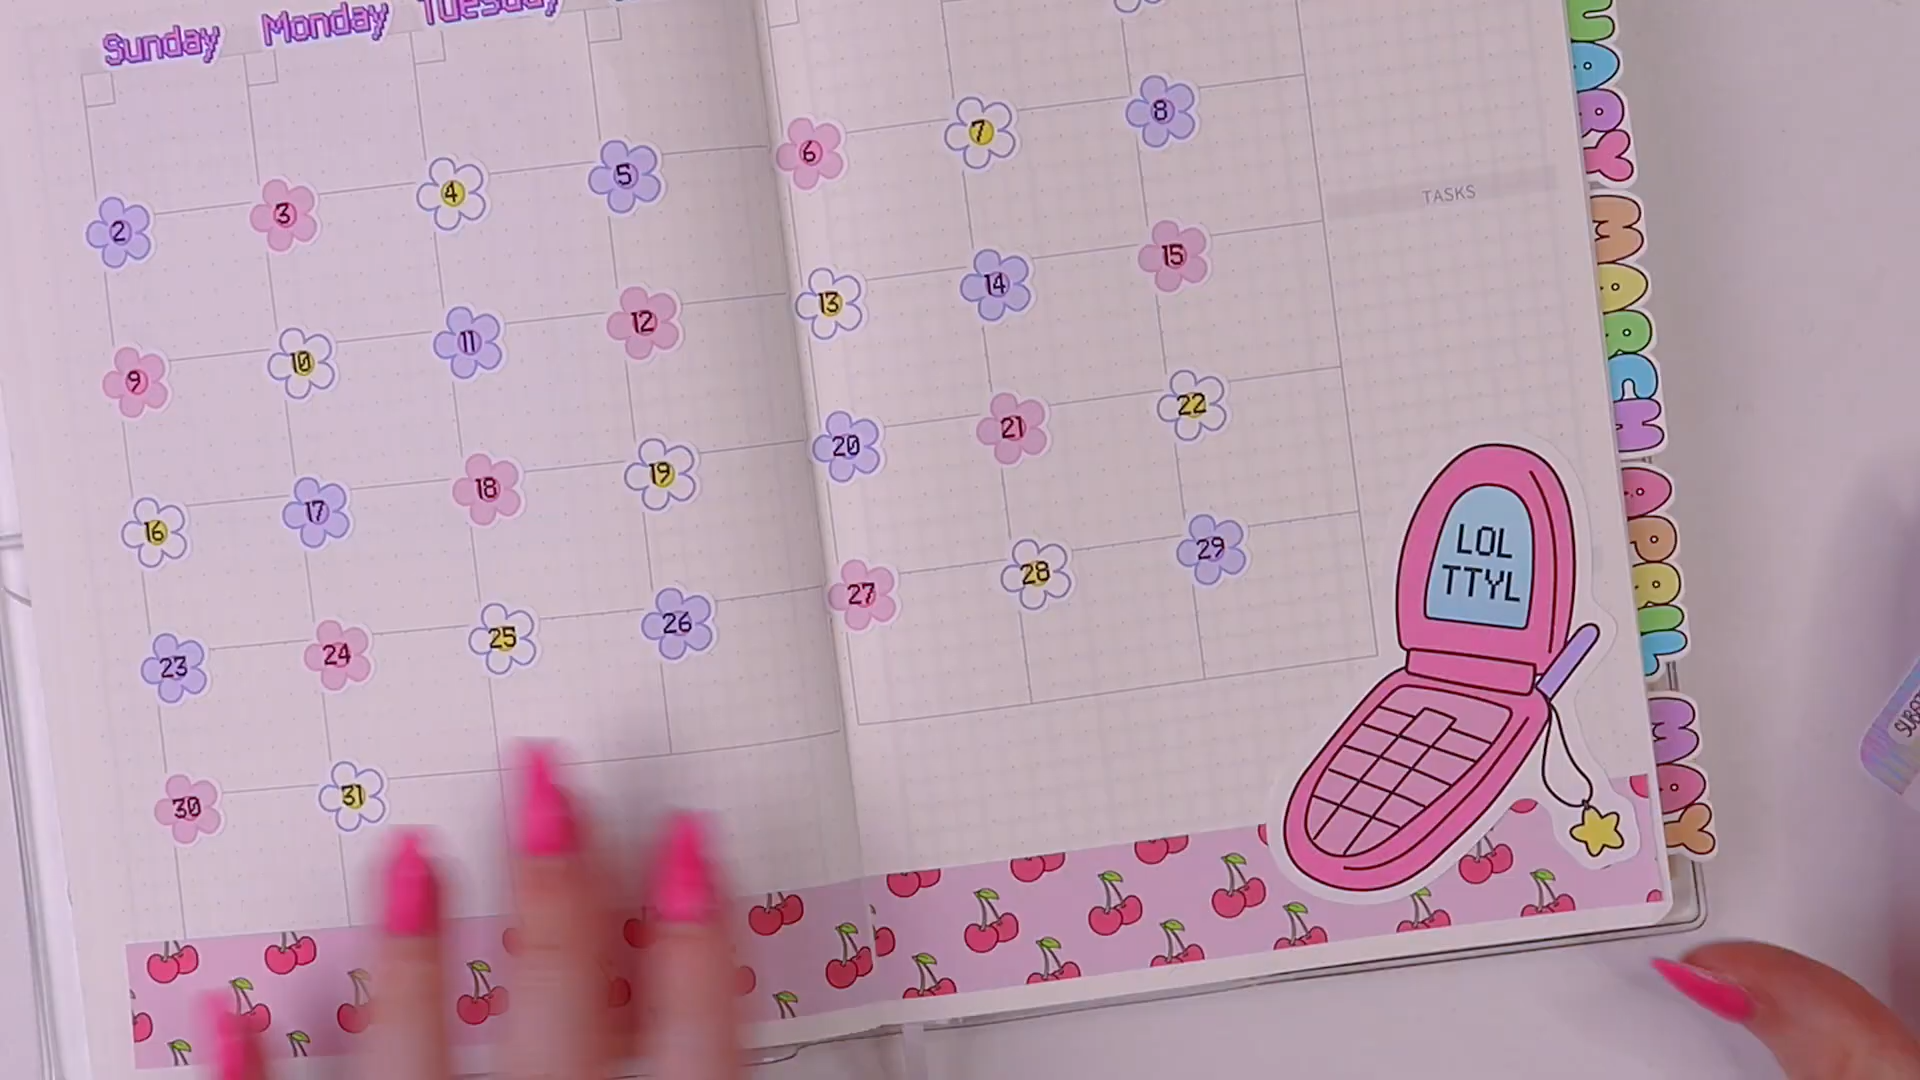 Sunday Monday Tuesday
2 3 4 5 6 7 8
9 10 11 12 13 14 15
16 17 18 19 20 21 22
23 24 25 26 27 28 29
30 31
TASKS
LOL
TTYL
MARCH
APRIL
MAY